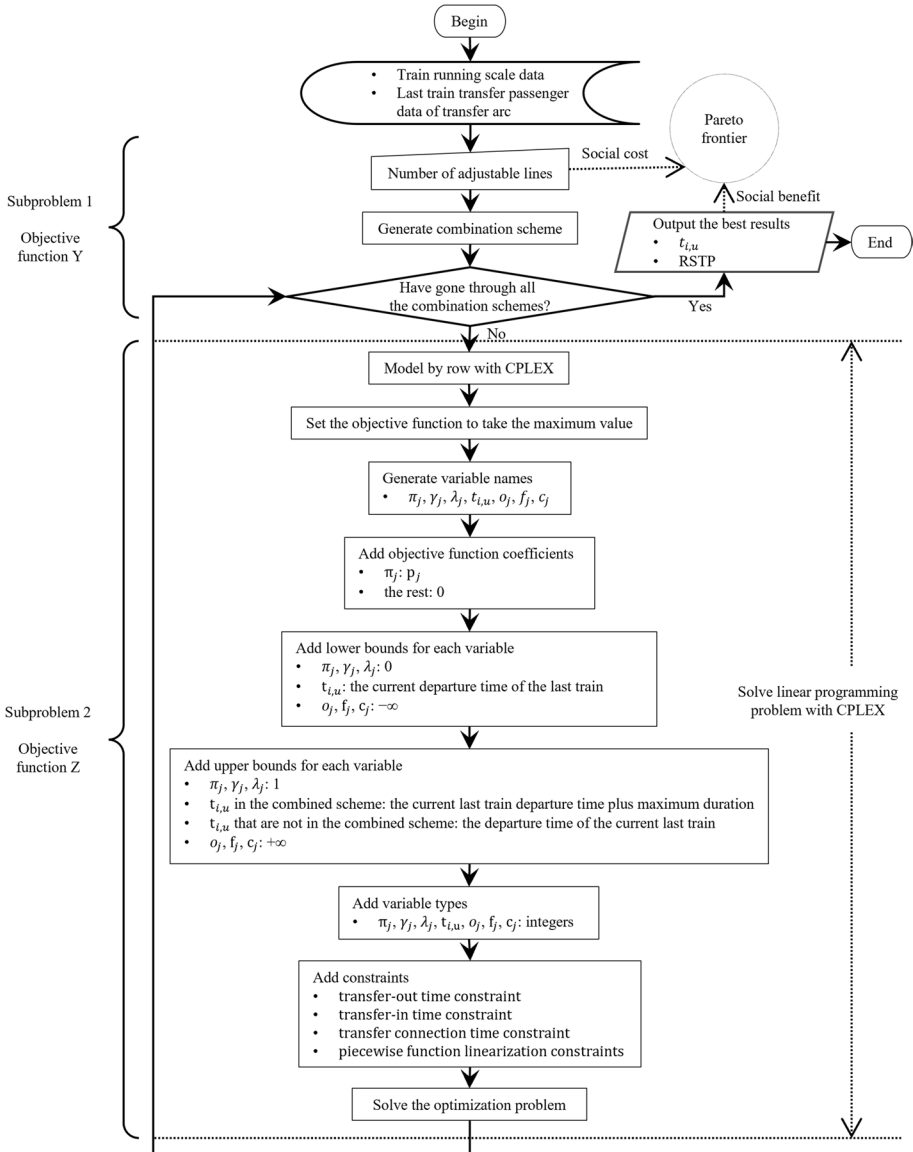 Begin
• Train running scale data
• Last train transfer passenger
data of transfer arc
Pareto
frontier
Social cost
Number of adjustable lines
Social benefit
Subproblem 1
Objective
function Y
Generate combination scheme
Output the best results
• t_{i,u}
• RSTP
End
Have gone through all
the combination schemes?
Yes
No
Model by row with CPLEX
Set the objective function to take the maximum value
Generate variable names
• π_j, γ_j, λ_j, t_{i,u}, o_j, f_j, c_j
Add objective function coefficients
• π_j: p_j
• the rest: 0
Add lower bounds for each variable
• π_j, γ_j, λ_j: 0
• t_{i,u}: the current departure time of the last train
• o_j, f_j, c_j: −∞
Solve linear programming
problem with CPLEX
Subproblem 2
Objective
function Z
Add upper bounds for each variable
• π_j, γ_j, λ_j: 1
• t_{i,u} in the combined scheme: the current last train departure time plus maximum duration
• t_{i,u} that are not in the combined scheme: the departure time of the current last train
• o_j, f_j, c_j: +∞
Add variable types
• π_j, γ_j, λ_j, t_{i,u}, o_j, f_j, c_j: integers
Add constraints
• transfer-out time constraint
• transfer-in time constraint
• transfer connection time constraint
• piecewise function linearization constraints
Solve the optimization problem